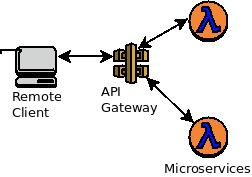 Remote
Client
API
Gateway
λ
λ
Microservices